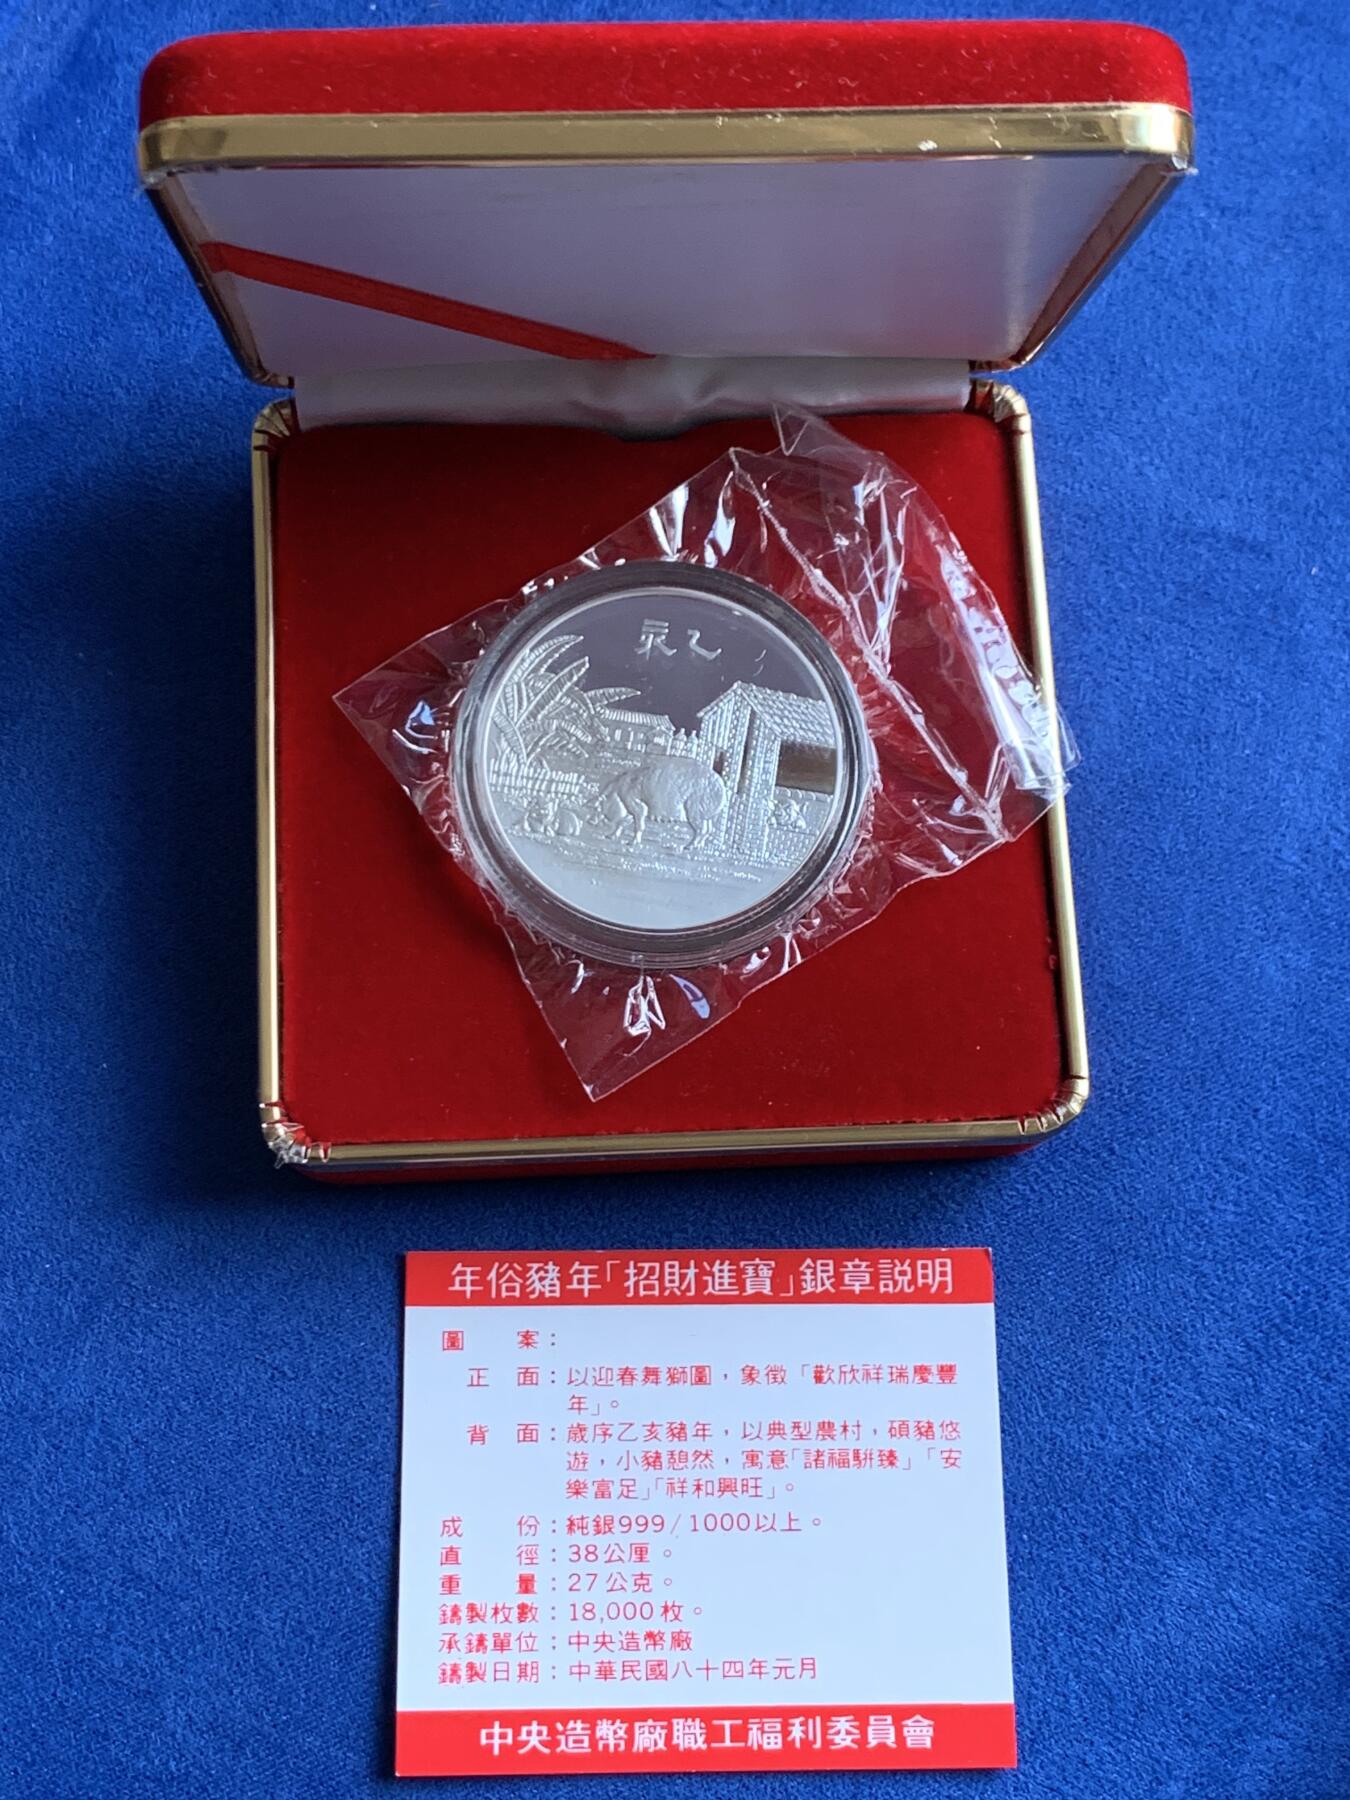 乙亥
年俗豬年「招財進寶」銀章説明
圖　　案：
正　面：以迎春舞獅圖，象徵「歡欣祥瑞慶豐
年」。
背　面：歲序乙亥豬年，以典型農村，碩豬悠
遊，小豬憩然，寓意「諸福駢臻」「安
樂富足」「祥和興旺」。
成　　份：純銀999/1000以上。
直　　徑：38公厘。
重　　量：27公克。
鑄製枚數：18,000枚。
承鑄單位：中央造幣廠
鑄製日期：中華民國八十四年元月
中央造幣廠職工福利委員會